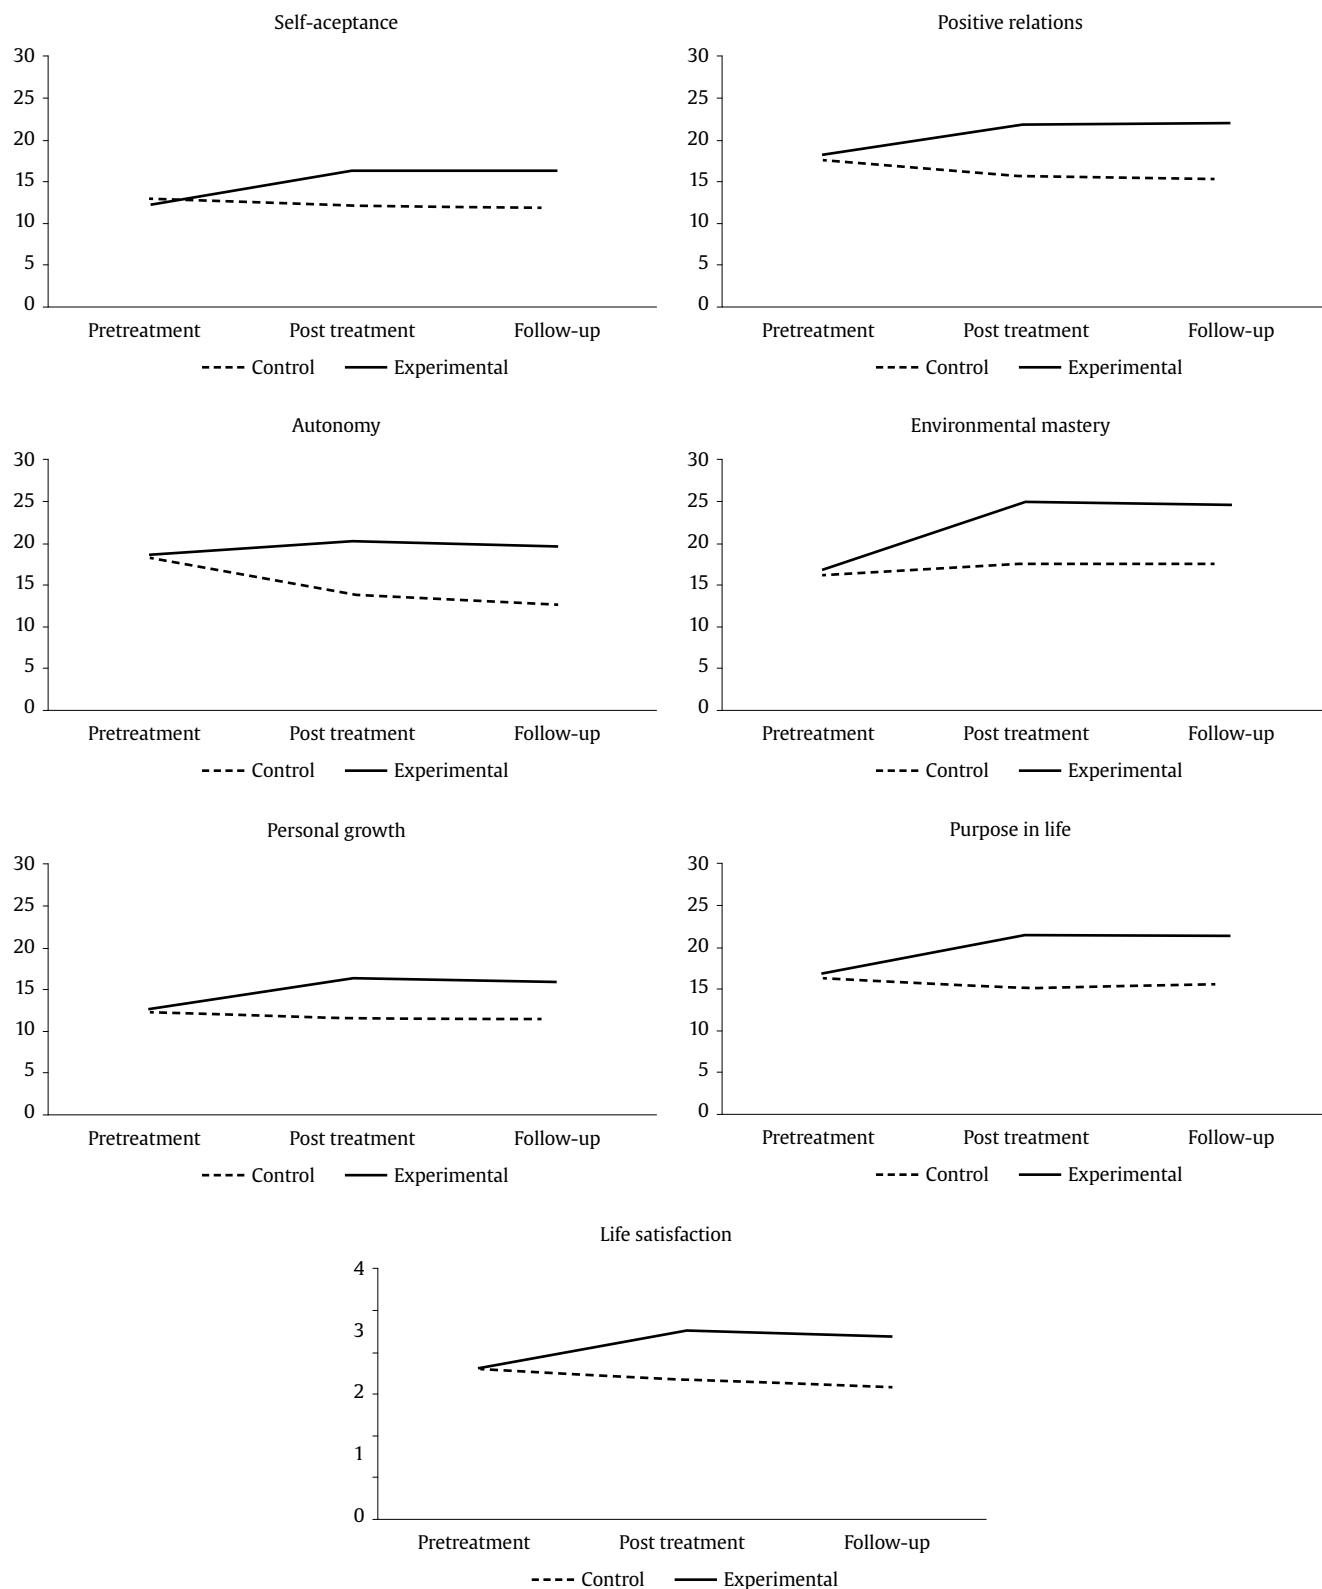 Self-aceptance
30
25
20
15
10
5
0
Pretreatment Post treatment Follow-up
Control Experimental
Positive relations
30
25
20
15
10
5
0
Pretreatment Post treatment Follow-up
Control Experimental
Autonomy
30
25
20
15
10
5
0
Pretreatment Post treatment Follow-up
Control Experimental
Environmental mastery
30
25
20
15
10
5
0
Pretreatment Post treatment Follow-up
Control Experimental
Personal growth
30
25
20
15
10
5
0
Pretreatment Post treatment Follow-up
Control Experimental
Purpose in life
30
25
20
15
10
5
0
Pretreatment Post treatment Follow-up
Control Experimental
Life satisfaction
4
3
2
1
0
Pretreatment Post treatment Follow-up
Control Experimental